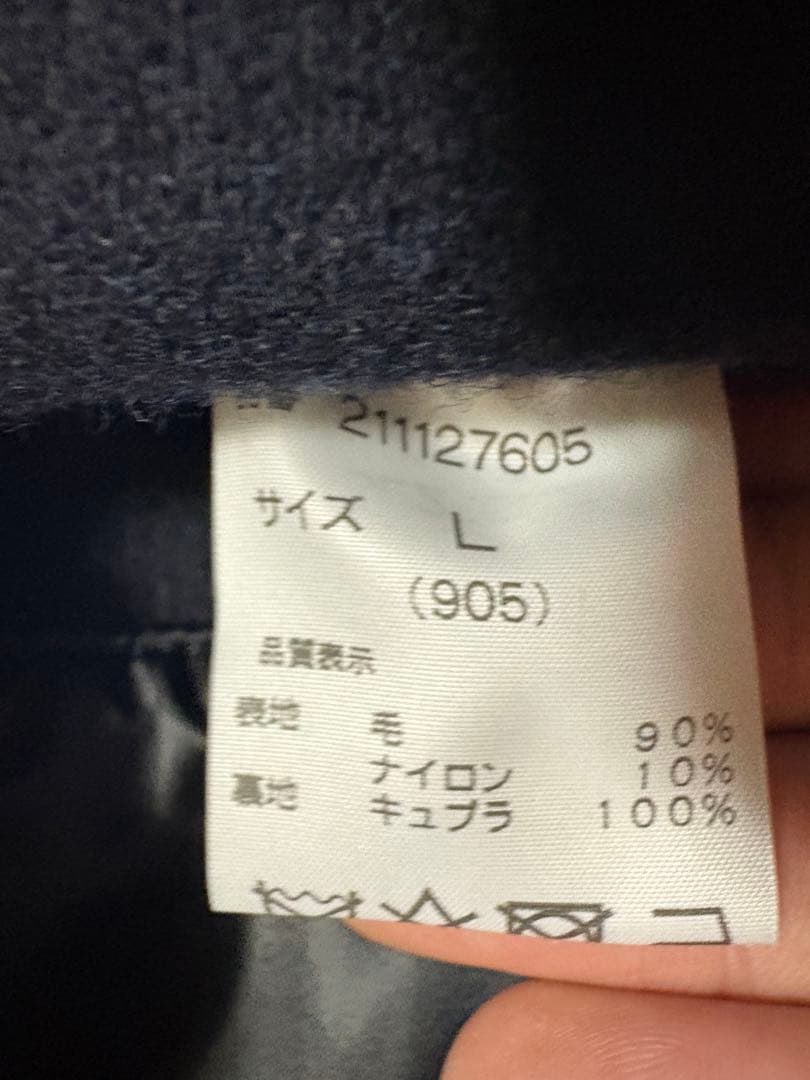 211127605
サイズ L
(905)
品質表示
表地 毛 90%
ナイロン 10%
裏地 キュプラ 100%